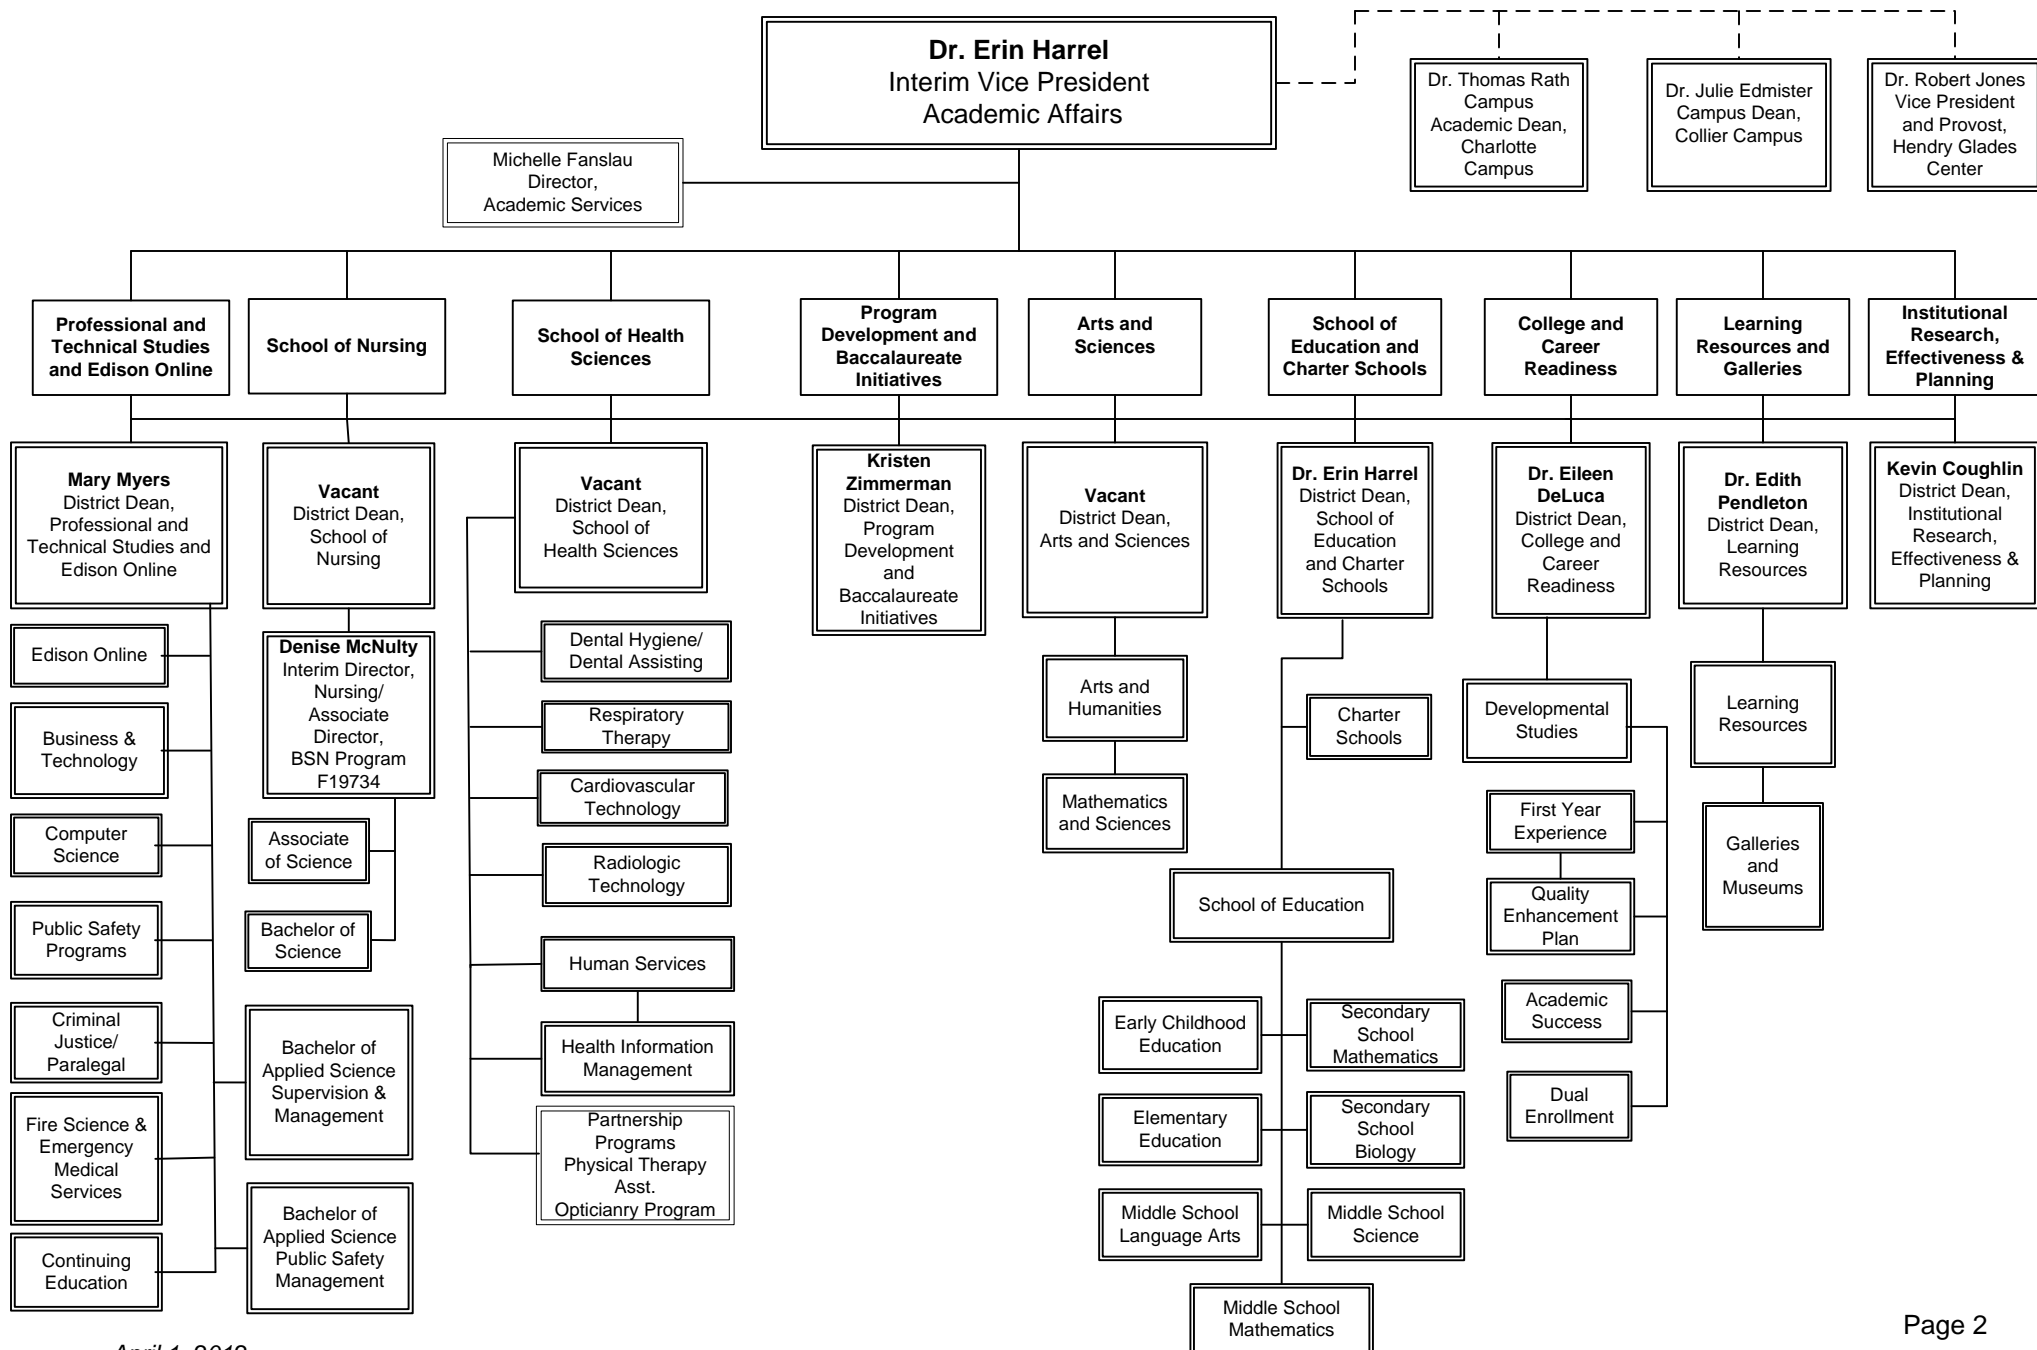 Dr. Erin Harrel
Interim Vice President
Academic Affairs
Dr. Thomas Rath
Campus
Academic Dean,
Charlotte
Campus
Dr. Julie Edmister
Campus Dean,
Collier Campus
Dr. Robert Jones
Vice President
and Provost,
Hendry Glades
Center
Michelle Fanslau
Director,
Academic Services
Professional and
Technical Studies
and Edison Online
School of Nursing
School of Health
Sciences
Program
Development and
Baccalaureate
Initiatives
Arts and
Sciences
School of
Education and
Charter Schools
College and
Career
Readiness
Learning
Resources and
Galleries
Institutional
Research,
Effectiveness &
Planning
Mary Myers
District Dean,
Professional and
Technical Studies and
Edison Online
Vacant
District Dean,
School of
Nursing
Vacant
District Dean,
School of
Health Sciences
Kristen
Zimmerman
District Dean,
Program
Development
and
Baccalaureate
Initiatives
Vacant
District Dean,
Arts and Sciences
Dr. Erin Harrel
District Dean,
School of
Education
and Charter
Schools
Dr. Eileen
DeLuca
District Dean,
College and
Career
Readiness
Dr. Edith
Pendleton
District Dean,
Learning
Resources
Kevin Coughlin
District Dean,
Institutional
Research,
Effectiveness &
Planning
Edison Online
Business &
Technology
Computer
Science
Public Safety
Programs
Criminal
Justice/
Paralegal
Fire Science &
Emergency
Medical
Services
Continuing
Education
Bachelor of
Applied Science
Supervision &
Management
Bachelor of
Applied Science
Public Safety
Management
Denise McNulty
Interim Director,
Nursing/
Associate
Director,
BSN Program
F19734
Associate
of Science
Bachelor of
Science
Dental Hygiene/
Dental Assisting
Respiratory
Therapy
Cardiovascular
Technology
Radiologic
Technology
Human Services
Health Information
Management
Partnership
Programs
Physical Therapy
Asst.
Opticianry Program
Arts and
Humanities
Mathematics
and Sciences
Charter
Schools
School of Education
Early Childhood
Education
Secondary
School
Mathematics
Elementary
Education
Secondary
School
Biology
Middle School
Language Arts
Middle School
Science
Middle School
Mathematics
Developmental
Studies
First Year
Experience
Quality
Enhancement
Plan
Academic
Success
Dual
Enrollment
Learning
Resources
Galleries
and
Museums
Page 2